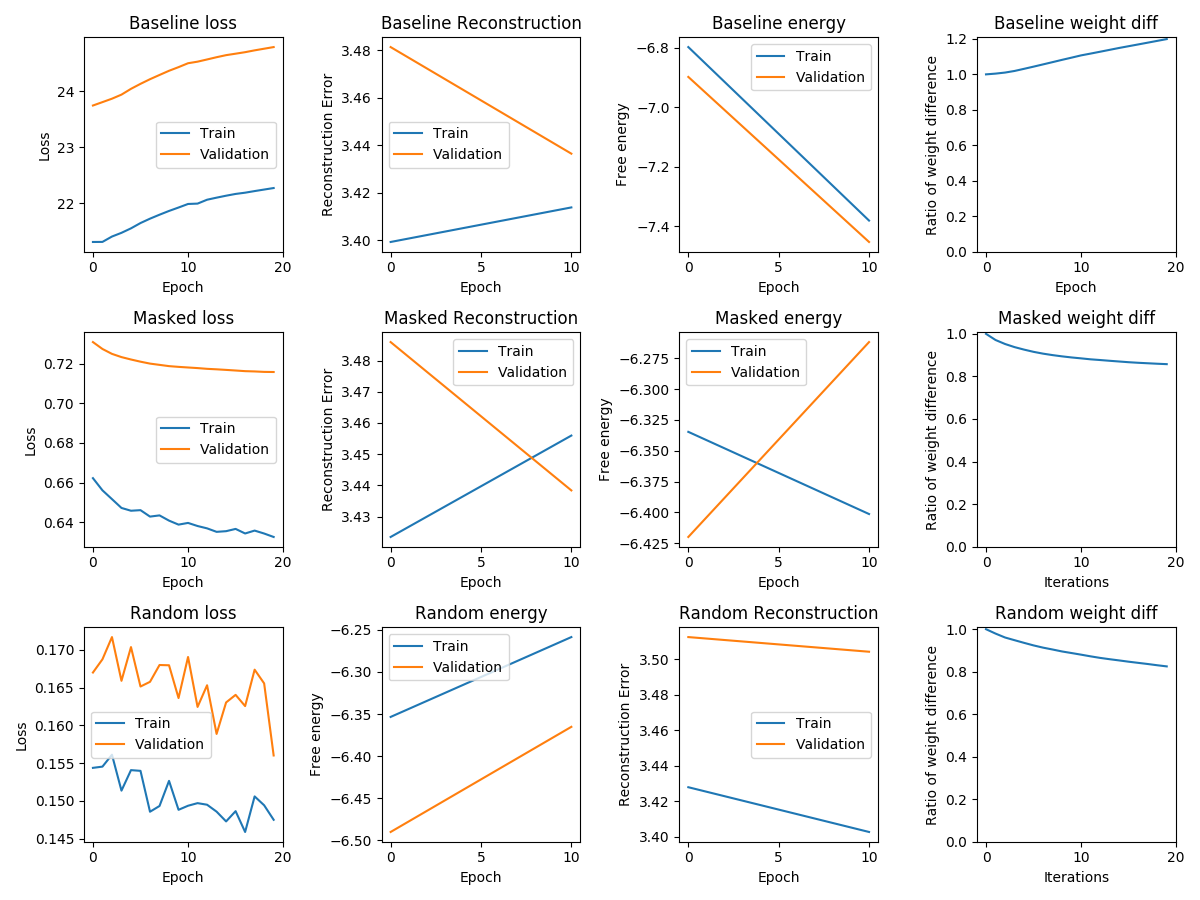 Baseline loss
Loss
24
23
22
Train
Validation
0 10 20
Epoch
Baseline Reconstruction
Reconstruction Error
3.48
3.46
3.44
3.42
3.40
Train
Validation
0 5 10
Epoch
Baseline energy
Free energy
−6.8
−7.0
−7.2
−7.4
Train
Validation
0 5 10
Epoch
Baseline weight diff
Ratio of weight difference
1.2
1.0
0.8
0.6
0.4
0.2
0.0
0 10 20
Epoch
Masked loss
Loss
0.72
0.70
0.68
0.66
0.64
Train
Validation
0 10 20
Epoch
Masked Reconstruction
Reconstruction Error
3.48
3.47
3.46
3.45
3.44
3.43
Train
Validation
0 5 10
Epoch
Masked energy
Free energy
−6.275
−6.300
−6.325
−6.350
−6.375
−6.400
−6.425
Train
Validation
0 5 10
Epoch
Masked weight diff
Ratio of weight difference
1.0
0.8
0.6
0.4
0.2
0.0
0 10 20
Iterations
Random loss
Loss
0.170
0.165
0.160
0.155
0.150
0.145
Train
Validation
0 10 20
Epoch
Random energy
Free energy
−6.25
−6.30
−6.35
−6.40
−6.45
−6.50
Train
Validation
0 5 10
Epoch
Random Reconstruction
Reconstruction Error
3.50
3.48
3.46
3.44
3.42
3.40
Train
Validation
0 5 10
Epoch
Random weight diff
Ratio of weight difference
1.0
0.8
0.6
0.4
0.2
0.0
0 10 20
Iterations